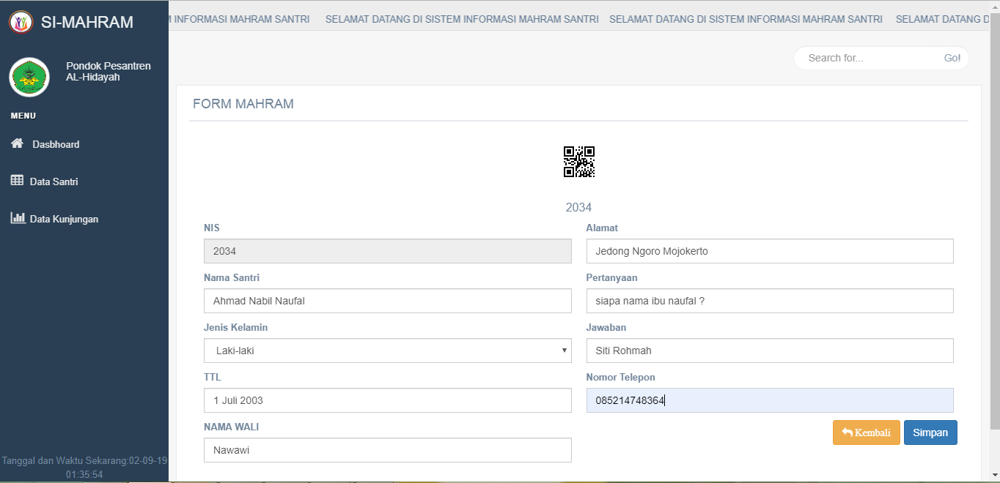 SI-MAHRAM
INFORMASI MAHRAM SANTRI SELAMAT DATANG DI SISTEM INFORMASI MAHRAM SANTRI SELAMAT DATANG DI SISTEM INFORMASI MAHRAM SANTRI SELAMAT DATANG D
Pondok Pesantren
AL-Hidayah
MENU
Dasbhoard
Data Santri
Data Kunjungan
Tanggal dan Waktu Sekarang:02-09-19
01:35:54
Search for... Go!
FORM MAHRAM
2034
NIS
2034
Nama Santri
Ahmad Nabil Naufal
Jenis Kelamin
Laki-laki
TTL
1 Juli 2003
NAMA WALI
Nawawi
Alamat
Jedong Ngoro Mojokerto
Pertanyaan
siapa nama ibu naufal ?
Jawaban
Siti Rohmah
Nomor Telepon
085214748364
Kembali Simpan